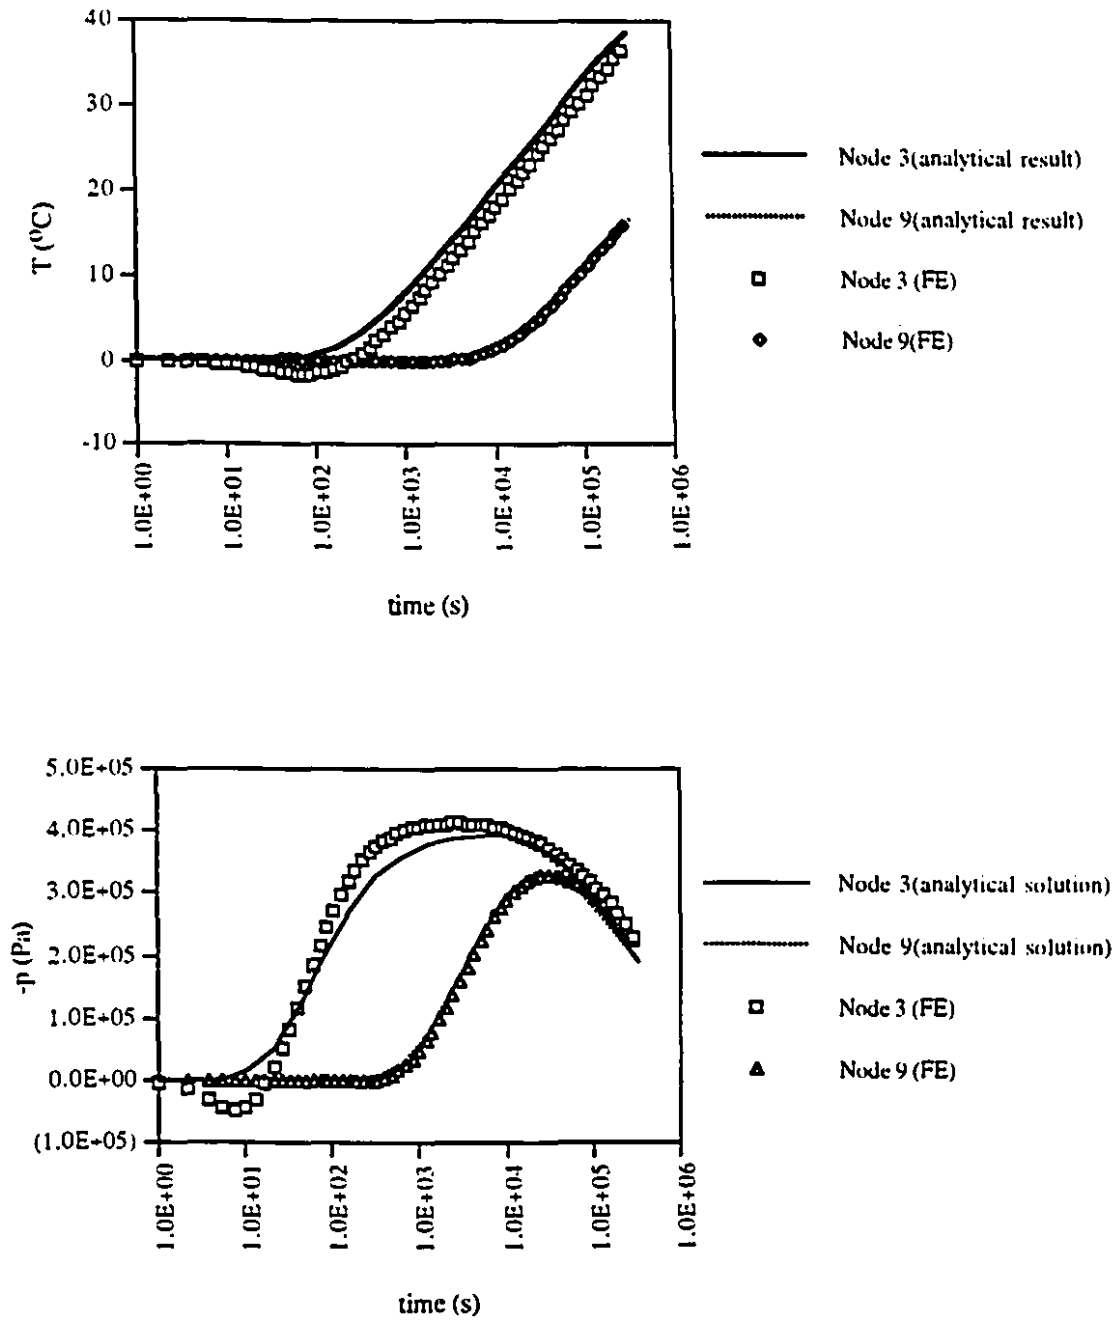 40
30
20
10
0
-10
T (⁰C)
1.0E+00
1.0E+01
1.0E+02
1.0E+03
1.0E+04
1.0E+05
1.0E+06
time (s)
Node 3(analytical result)
Node 9(analytical result)
Node 3 (FE)
Node 9(FE)
5.0E+05
4.0E+05
3.0E+05
2.0E+05
1.0E+05
0.0E+00
(1.0E+05)
-p (Pa)
1.0E+00
1.0E+01
1.0E+02
1.0E+03
1.0E+04
1.0E+05
1.0E+06
time (s)
Node 3(analytical solution)
Node 9(analytical solution)
Node 3 (FE)
Node 9 (FE)